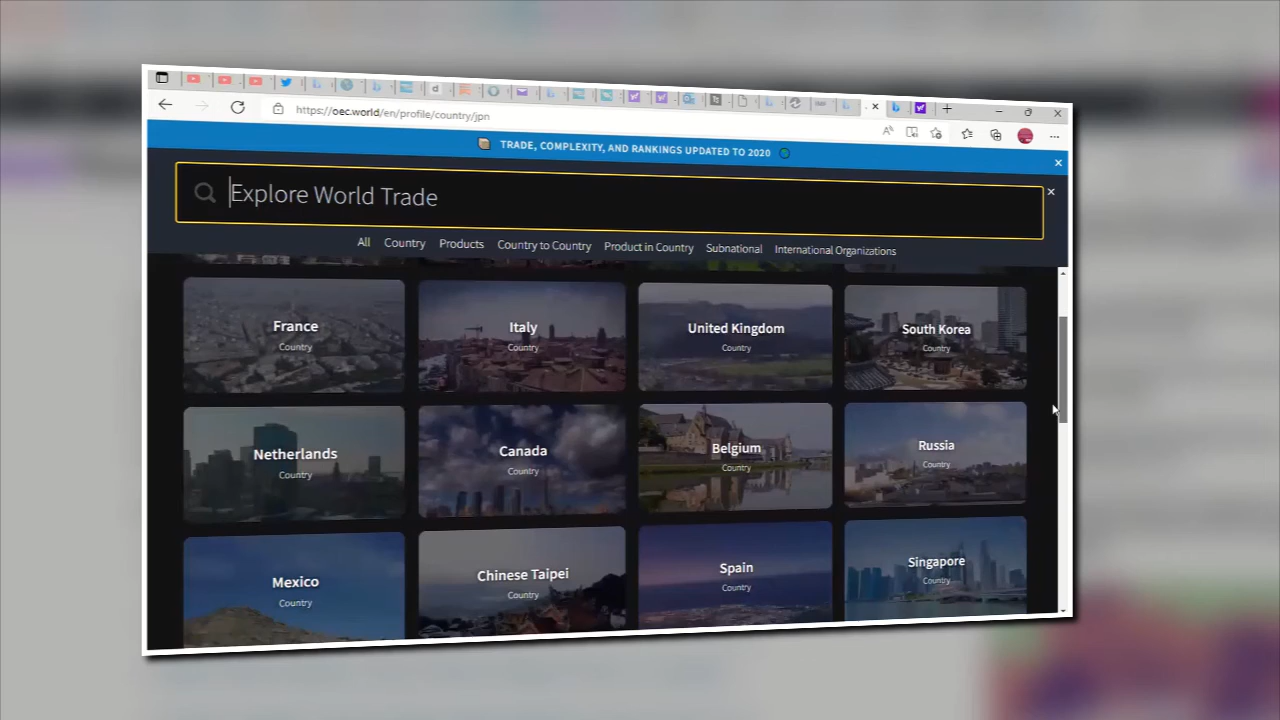 https://oec.world/en/profile/country/jpn
TRADE, COMPLEXITY, AND RANKINGS UPDATED TO 2020
Explore World Trade
All Country Products Country to Country Product in Country Subnational International Organizations
France Italy United Kingdom South Korea
Country Country Country Country
Netherlands Canada Belgium Russia
Country Country Country Country
Mexico Chinese Taipei Spain Singapore
Country Country Country Country